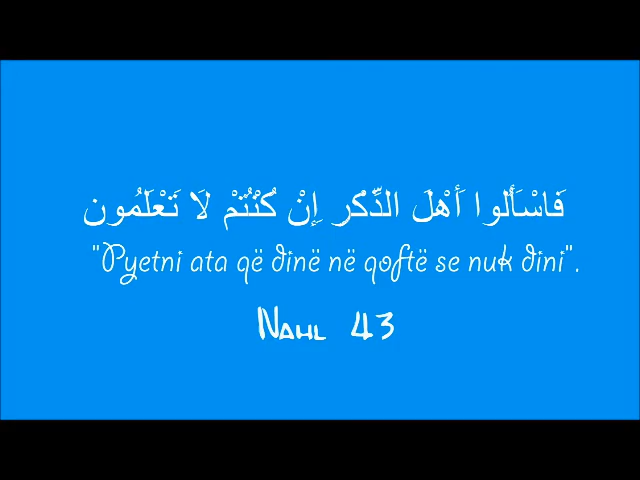 فَاسْأَلُوا أَهْلَ الذِّكْر إِنْ كُنْتُمْ لَا تَعْلَمُون
"Pyetni ata që dinë në qoftë se nuk dini".
Nahl 43